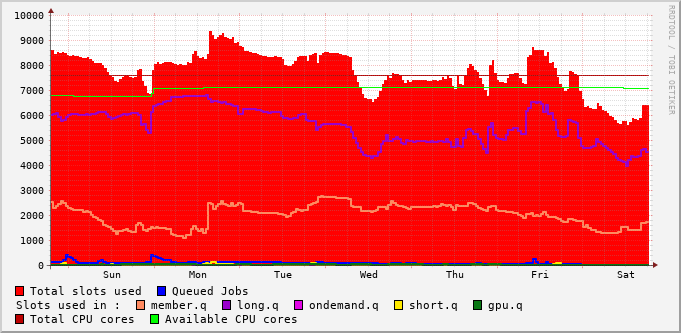 RRDTOOL / TOBI OETIKER
10000
9000
8000
7000
6000
5000
4000
3000
2000
1000
0
Sun Mon Tue Wed Thu Fri Sat
Total slots used Queued Jobs
Slots used in : member.q long.q ondemand.q short.q gpu.q
Total CPU cores Available CPU cores